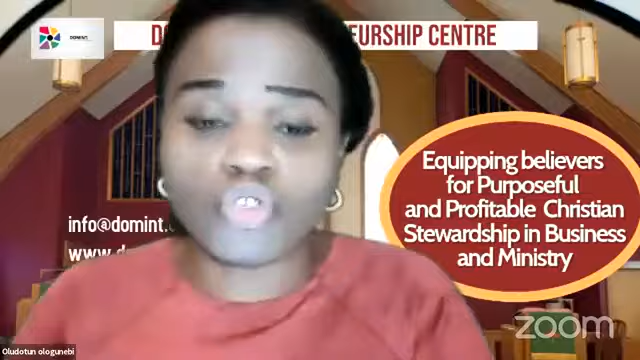 DOMINT
EURSHIP CENTRE
Equipping believers
for Purposeful
and Profitable Christian
Stewardship in Business
and Ministry
info@domint.
www.
zoom
Oludotun ologunebi